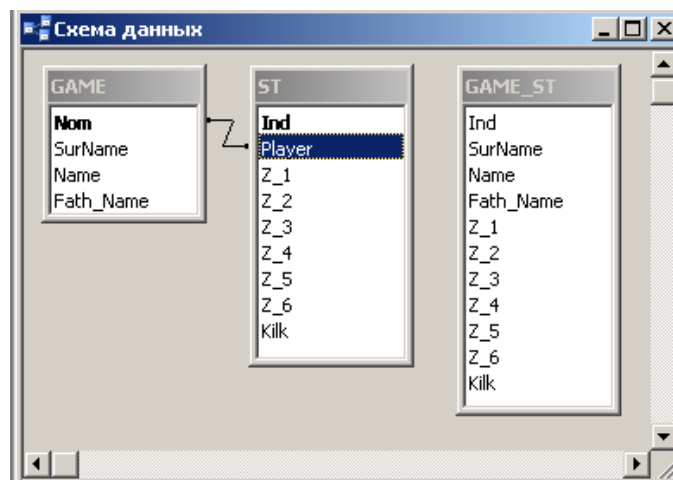 Схема данных
GAME
Nom
SurName
Name
Fath_Name
ST
Ind
Player
Z_1
Z_2
Z_3
Z_4
Z_5
Z_6
Kilk
GAME_ST
Ind
SurName
Name
Fath_Name
Z_1
Z_2
Z_3
Z_4
Z_5
Z_6
Kilk